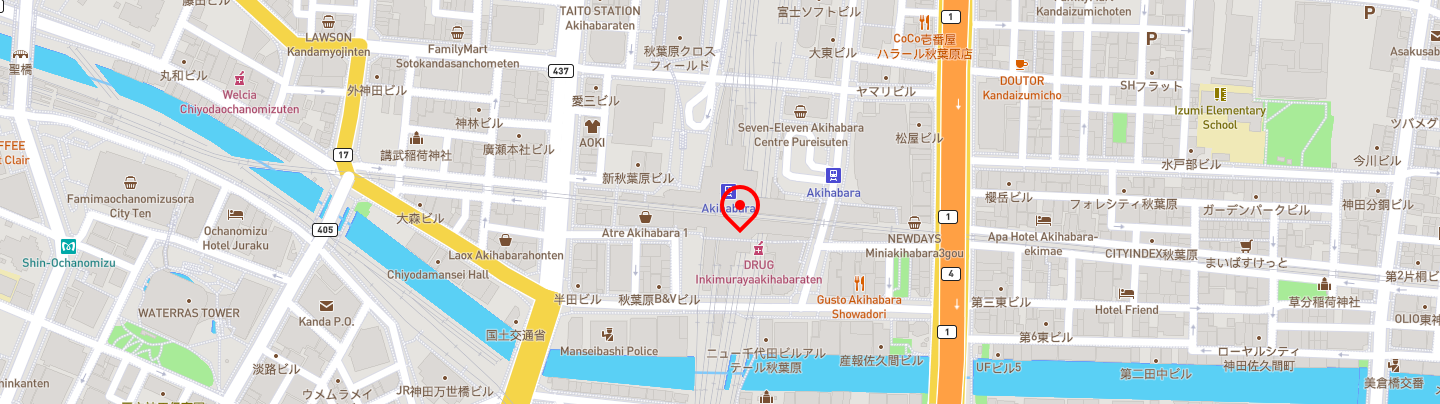 藤田ビル
TAITO STATION
Akihabaraten
富士ソフトビル
FamilyMart
Kandaizumichoten
P
1
LAWSON
Kandamyojinten
FamilyMart
Sotokandasanchometen
秋葉原クロス
フィールド
大東ビル
CoCo壱番屋
ハラール秋葉原店
P
Asakusab
聖橋
丸和ビル
437
DOUTOR
Kandaizumicho
SHフラット
Welcia
Chiyodaochanomizuten
外神田ビル
愛三ビル
ヤマリビル
Izumi Elementary
School
神林ビル
AOKI
Seven-Eleven Akihabara
Centre Pureisuten
松屋ビル
ツバメグ
FFEE
t Clair
17
講武稲荷神社
廣瀬本社ビル
水戸部ビル
今川ビル
新秋葉原ビル
Akihabara
Akihabara
櫻岳ビル
フォレシティ秋葉原
ガーデンパークビル
神田分銅ビル
Famimaochanomizusora
City Ten
大森ビル
Atre Akihabara 1
1
Ochanomizu
Hotel Juraku
405
NEWDAYS
Miniakihabara3gou
Apa Hotel Akihabara-
ekimae
CITYINDEX秋葉原
まいばすけっと
Shin-Ochanomizu
Laox Akihabarahonten
Chiyodamansei Hall
DRUG
Inkimurayaakihabaraten
4
第2片桐ビ
WATERRAS TOWER
Kanda P.O.
半田ビル
秋葉原B&Vビル
Gusto Akihabara
Showadori
第三東ビル
Hotel Friend
草分稲荷神社
OLIO東神
国土交通省
1
第6東ビル
Manseibashi Police
ニュー千代田ビルアル
テール秋葉原
産報佐久間ビル
ローヤルシティ
神田佐久間町
UFビル5
第二田中ビル
美倉橋交番
淡路ビル
ninkanten
ウメムラメイ
JR神田万世橋ビル